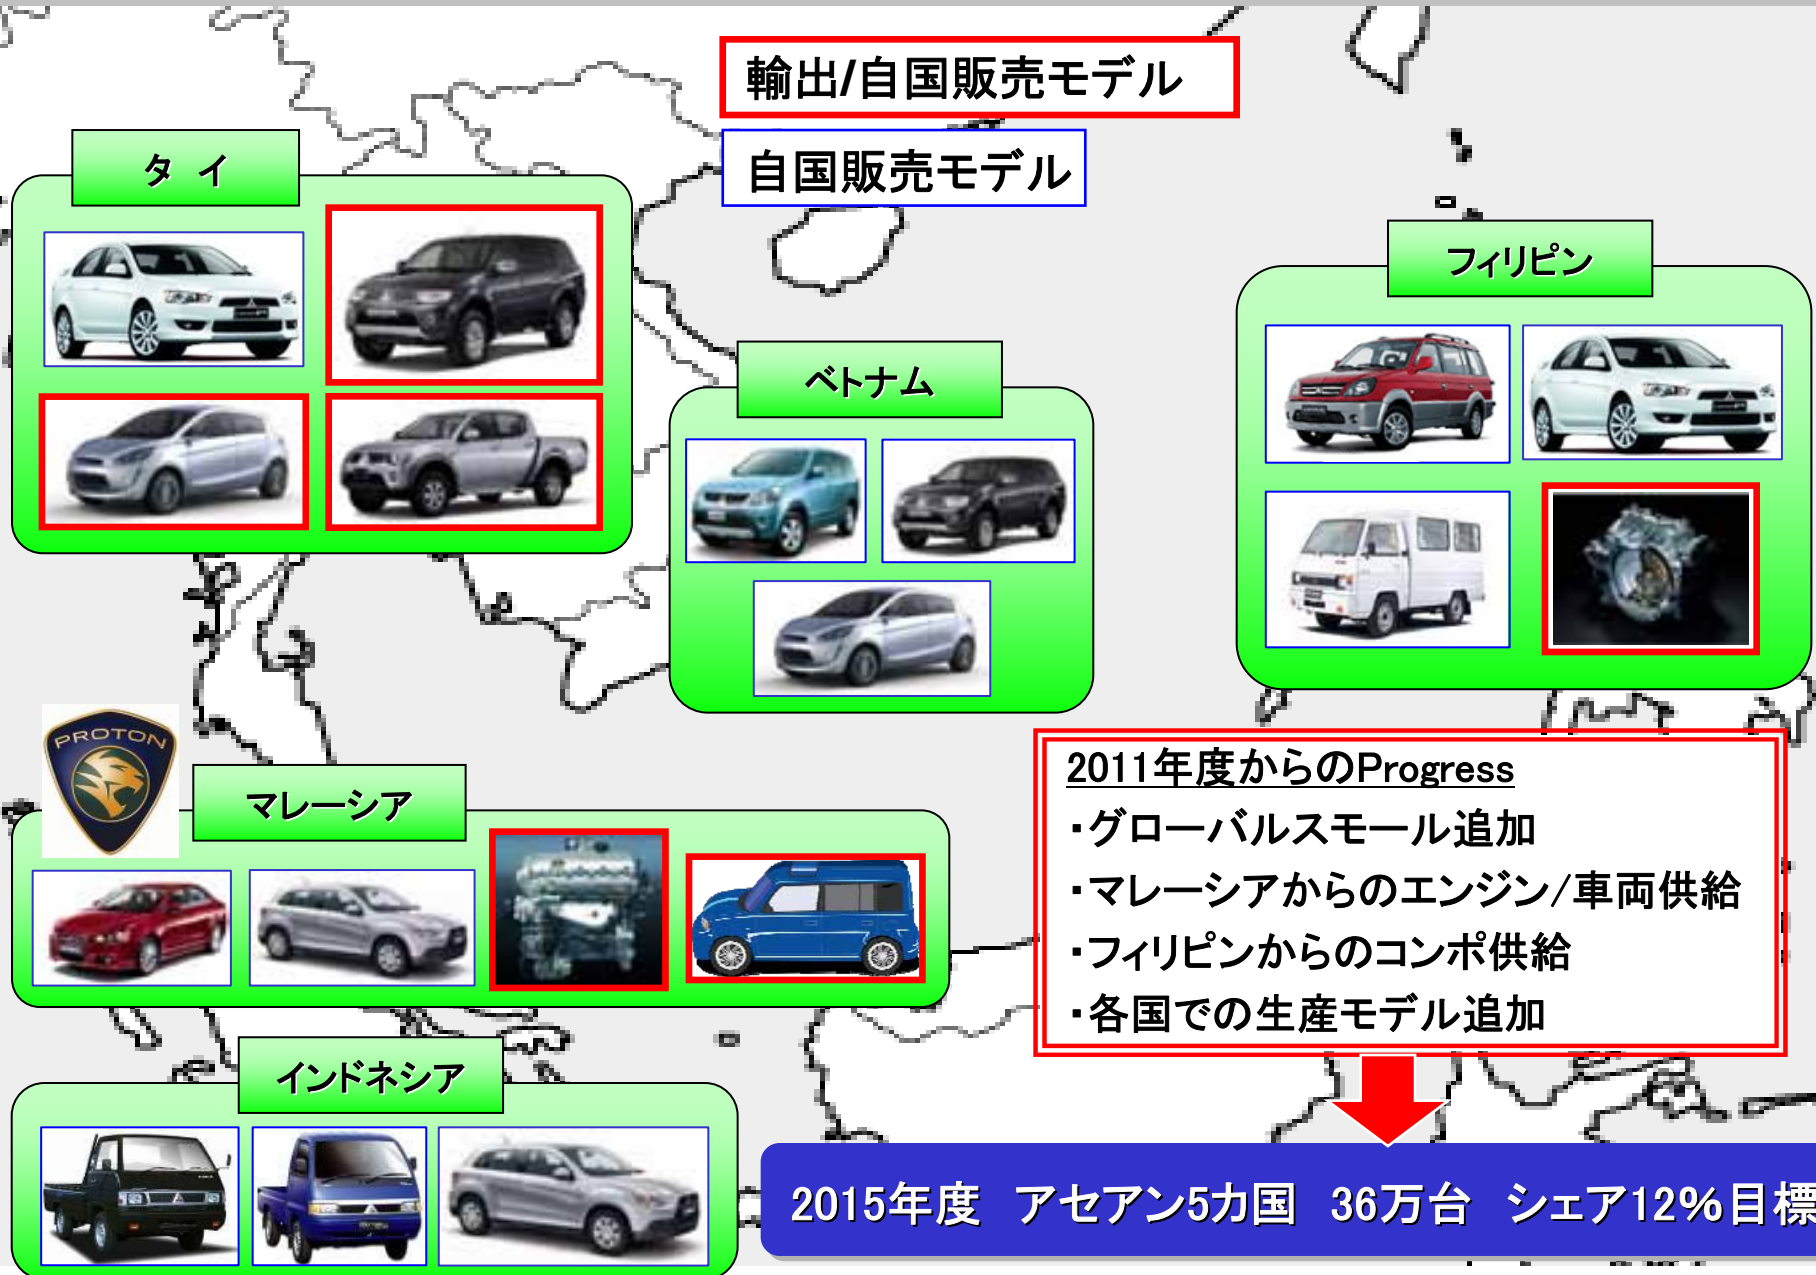 輸出/自国販売モデル
自国販売モデル
タ イ
フィリピン
ベトナム
PROTON
マレーシア
2011年度からのProgress
・グローバルスモール追加
・マレーシアからのエンジン/車両供給
・フィリピンからのコンポ供給
・各国での生産モデル追加
インドネシア
2015年度 アセアン5カ国 36万台 シェア12%目標